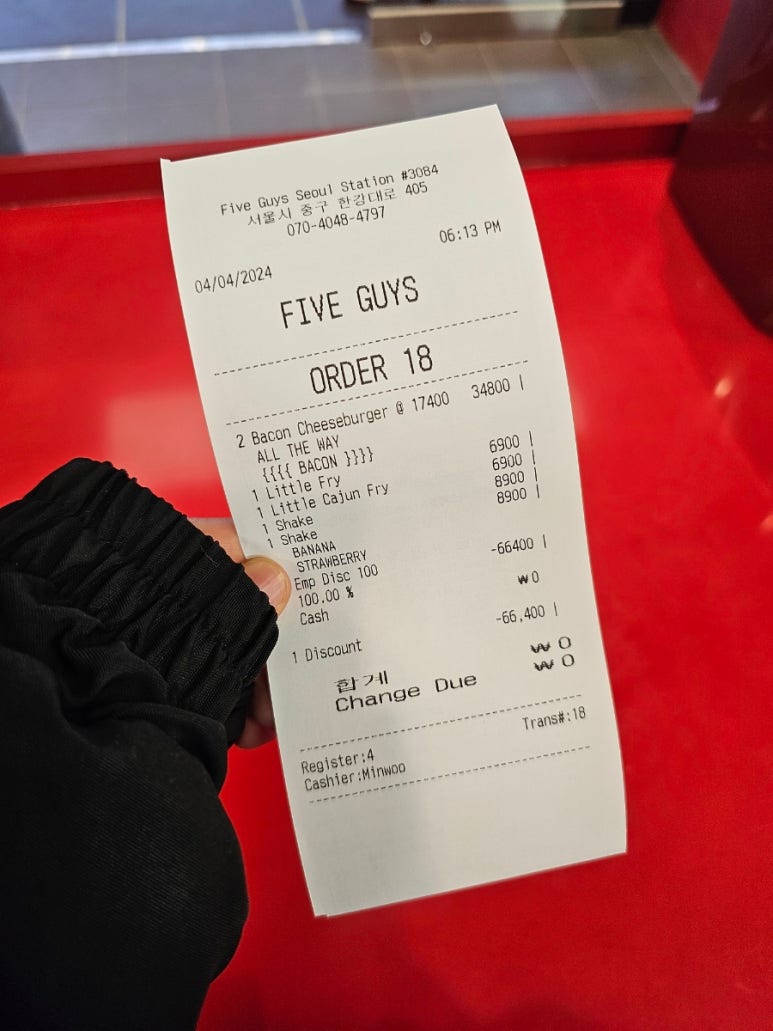 Five Guys Seoul Station #3084
서울시 중구 한강대로 405
070-4048-4797
04/04/2024 06:13 PM
FIVE GUYS
ORDER 18
2 Bacon Cheeseburger @ 17400 34800 |
ALL THE WAY
{{{{ BACON }}}}
1 Little Fry 6900 |
1 Little Cajun Fry 6900 |
1 Shake 8900 |
1 Shake 8900 |
BANANA
STRAWBERRY
Emp Disc 100 -66400 |
100.00 %
Cash ₩0
1 Discount -66,400 |
합계 ₩0
Change Due ₩0
Register:4 Trans#:18
Cashier:Minwoo